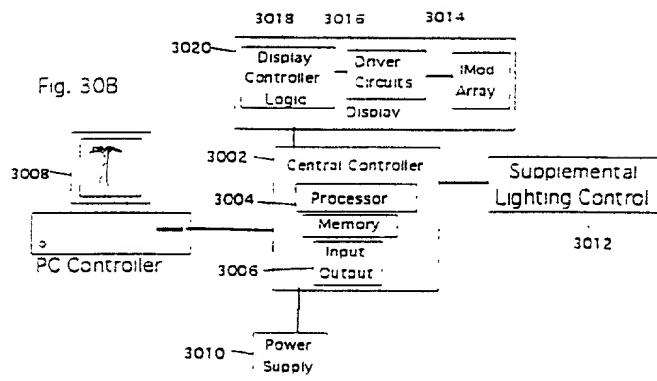 3018 3016 3014
3020
Display Controller Logic
Driver Circuits
iMod Array
Display
Fig. 30B
3002
Central Controller
3008
3004
Processor
Memory
Supplemental Lighting Control
3012
PC Controller
3006
Input Output
3010
Power Supply